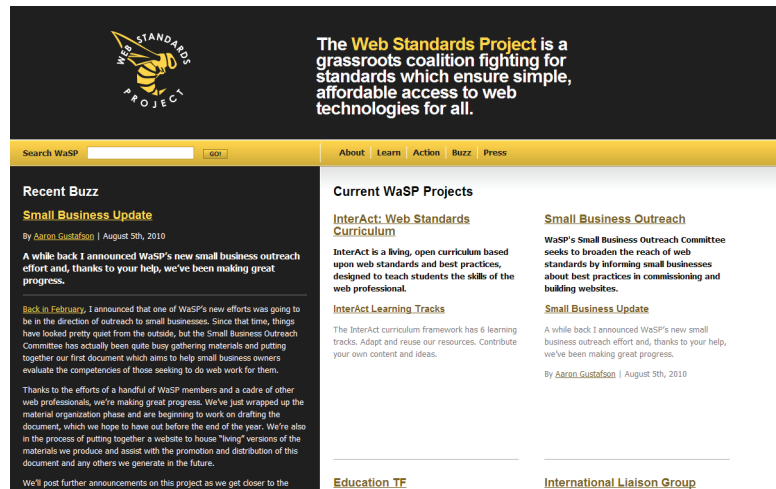 WEB STANDARDS
PROJECT
The Web Standards Project is a
grassroots coalition fighting for
standards which ensure simple,
affordable access to web
technologies for all.
Search WaSP GO!
About Learn Action Buzz Press
Recent Buzz
Small Business Update
By Aaron Gustafson | August 5th, 2010
A while back I announced WaSP's new small business outreach
effort and, thanks to your help, we've been making great
progress.
Back in February, I announced that one of WaSP's new efforts was going to
be in the direction of outreach to small businesses. Since that time, things
have looked pretty quiet from the outside, but the Small Business Outreach
Committee has actually been quite busy gathering materials and putting
together our first document which aims to help small business owners
evaluate the competencies of those seeking to do web work for them.
Thanks to the efforts of a handful of WaSP members and a cadre of other
web professionals, we're making great progress. We've just wrapped up the
material organization phase and are beginning to work on drafting the
document, which we hope to have out before the end of the year. We're also
in the process of putting together a website to house "living" versions of the
materials we produce and assist with the promotion and distribution of this
document and any others we generate in the future.
We'll post further announcements on this project as we get closer to the
Current WaSP Projects
InterAct: Web Standards
Curriculum
InterAct is a living, open curriculum based
upon web standards and best practices,
designed to teach students the skills of the
web professional.
InterAct Learning Tracks
The InterAct curriculum framework has 6 learning
tracks. Adapt and reuse our resources. Contribute
your own content and ideas.
Small Business Outreach
WaSP's Small Business Outreach Committee
seeks to broaden the reach of web
standards by informing small businesses
about best practices in commissioning and
building websites.
Small Business Update
A while back I announced WaSP's new small
business outreach effort and, thanks to your help,
we've been making great progress.
By Aaron Gustafson | August 5th, 2010
Education TF
International Liaison Group